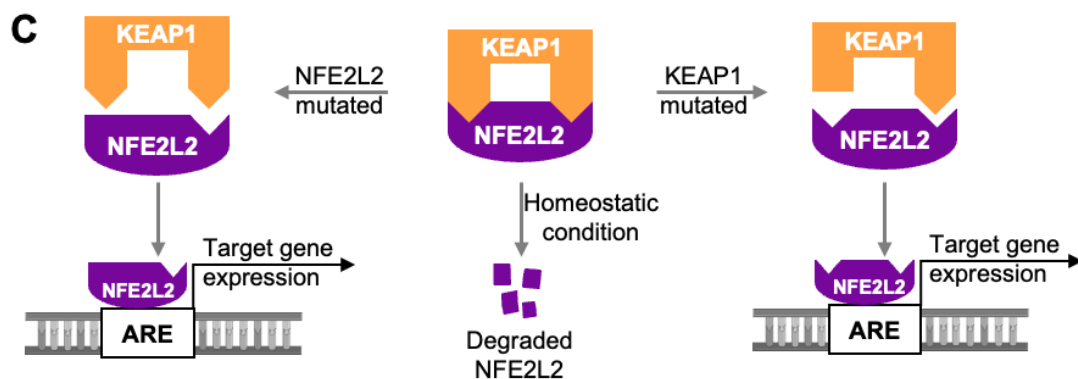 C
KEAP1
NFE2L2
NFE2L2
mutated
KEAP1
NFE2L2
KEAP1
mutated
KEAP1
NFE2L2
Target gene
expression
NFE2L2
ARE
Homeostatic
condition
Degraded
NFE2L2
Target gene
expression
NFE2L2
ARE